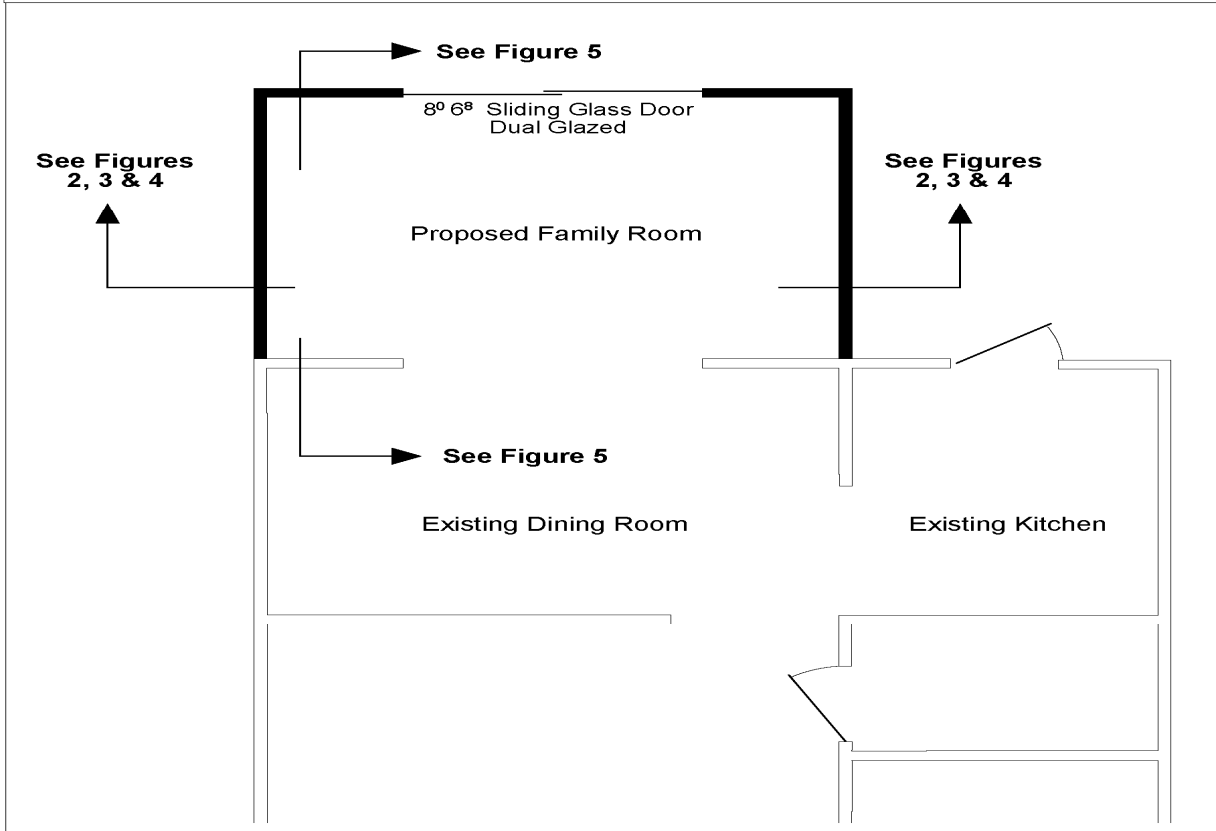 See Figure 5
8⁰ 6⁸ Sliding Glass Door
Dual Glazed
See Figures
2, 3 & 4
See Figures
2, 3 & 4
Proposed Family Room
See Figure 5
Existing Dining Room
Existing Kitchen